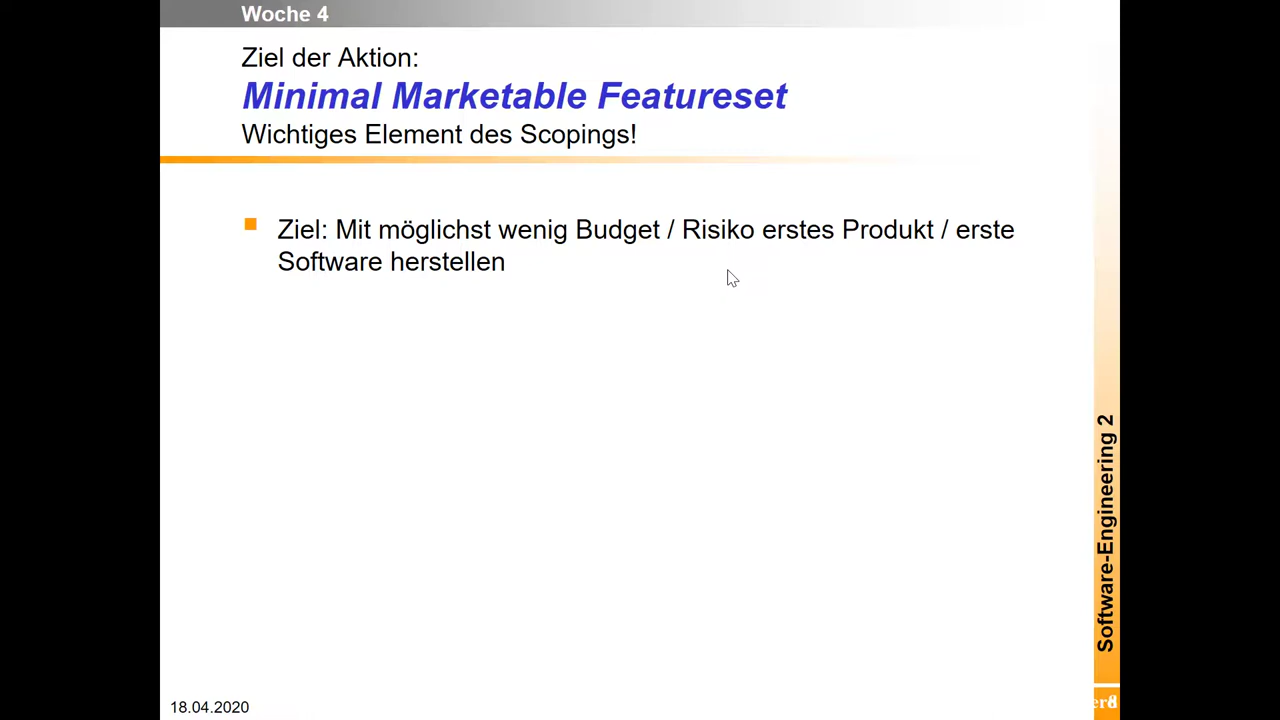 Woche 4
Ziel der Aktion:
Minimal Marketable Featureset
Wichtiges Element des Scopings!
Ziel: Mit möglichst wenig Budget / Risiko erstes Produkt / erste
Software herstellen
Software-Engineering 2
18.04.2020